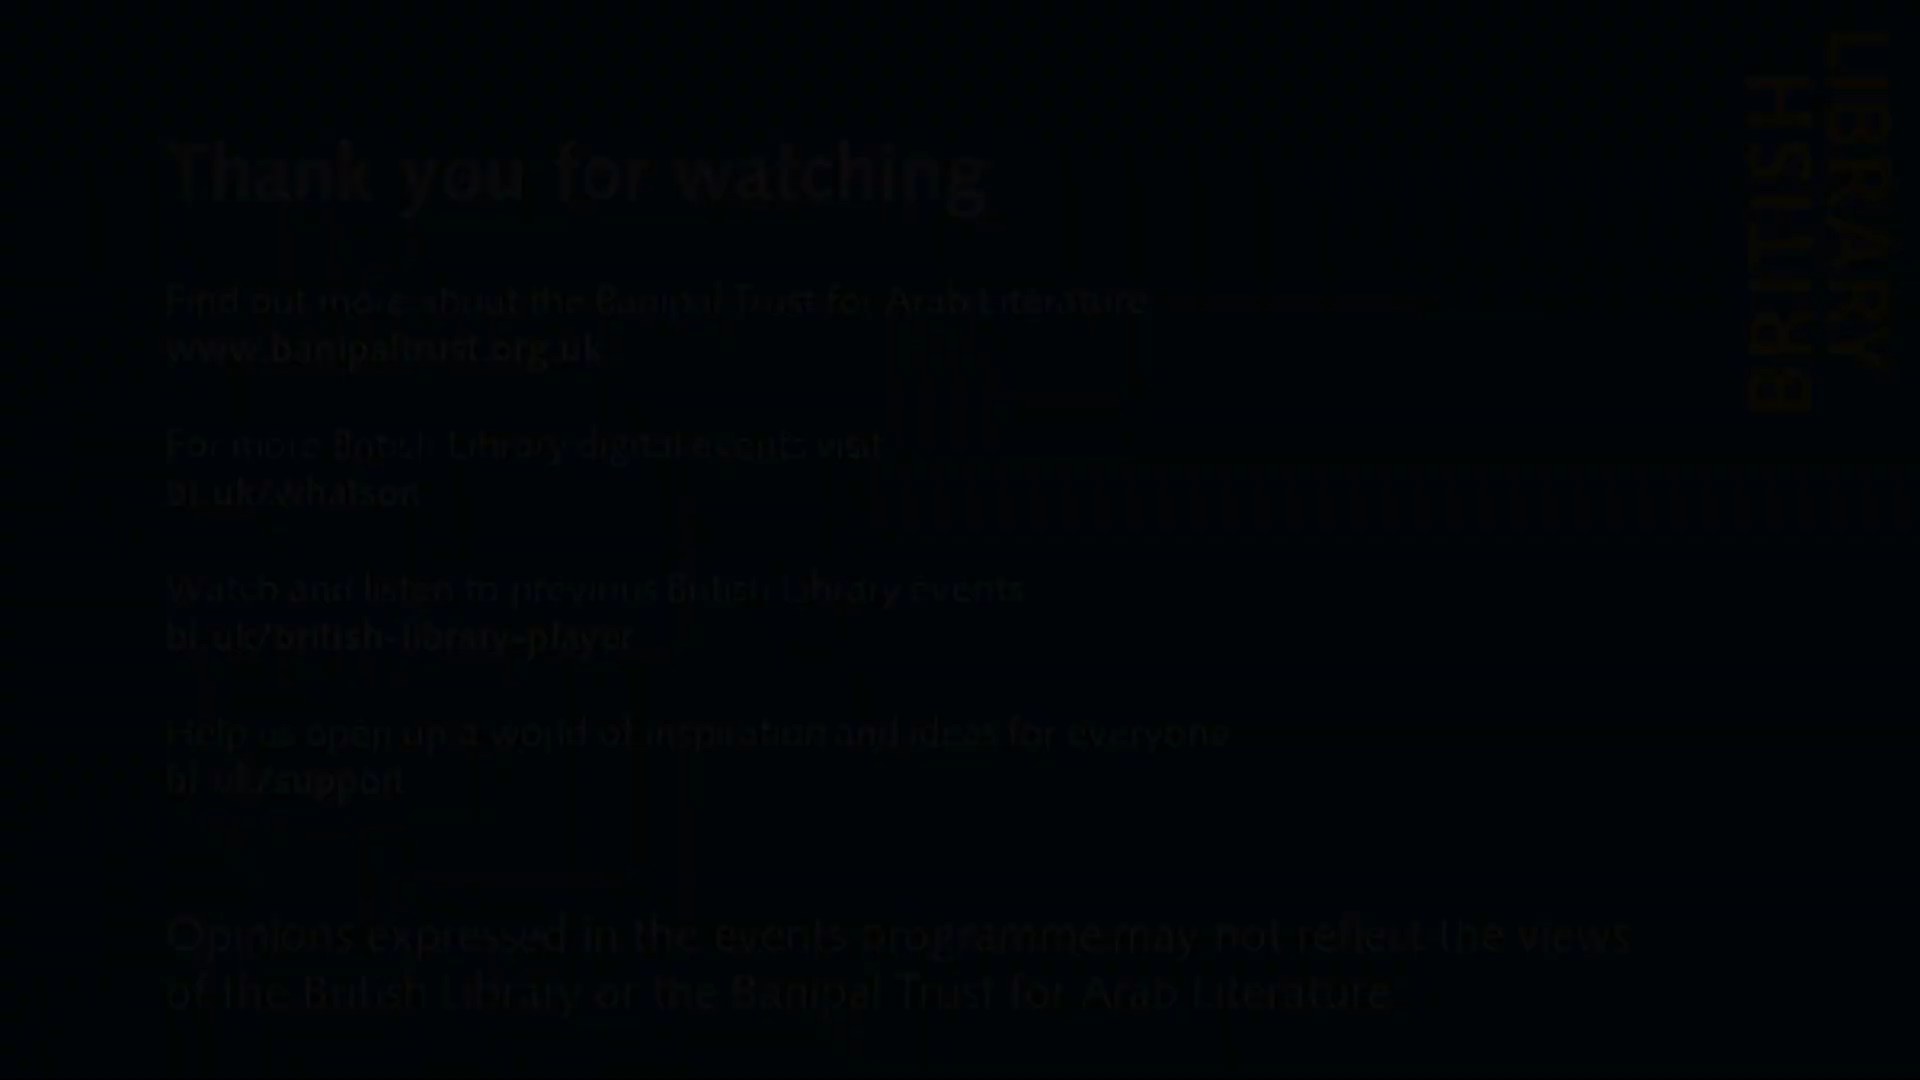 Thank you for watching
Find out more about the Banipal Trust for Arab Literature
www.banipaltrust.org.uk
For more British Library digital events visit
bl.uk/whatson
Watch and listen to previous British Library events
bl.uk/british-library-player
Help us open up a world of inspiration and ideas for everyone
bl.uk/support
Opinions expressed in the events programme may not reflect the views
of the British Library or the Banipal Trust for Arab Literature.
BRITISH
LIBRARY